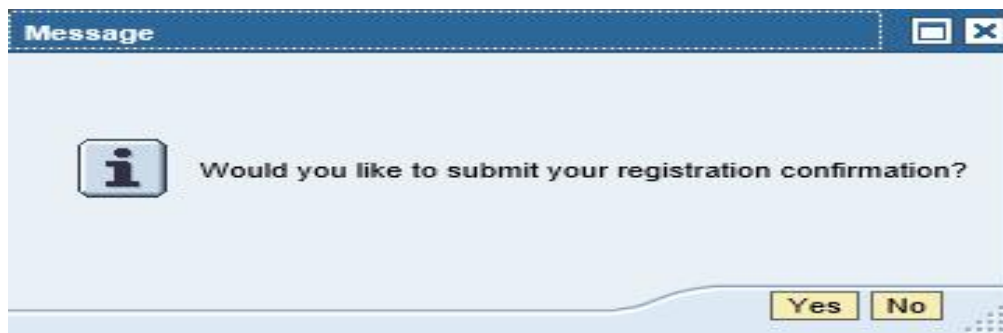 Message
Would you like to submit your registration confirmation?
Yes No